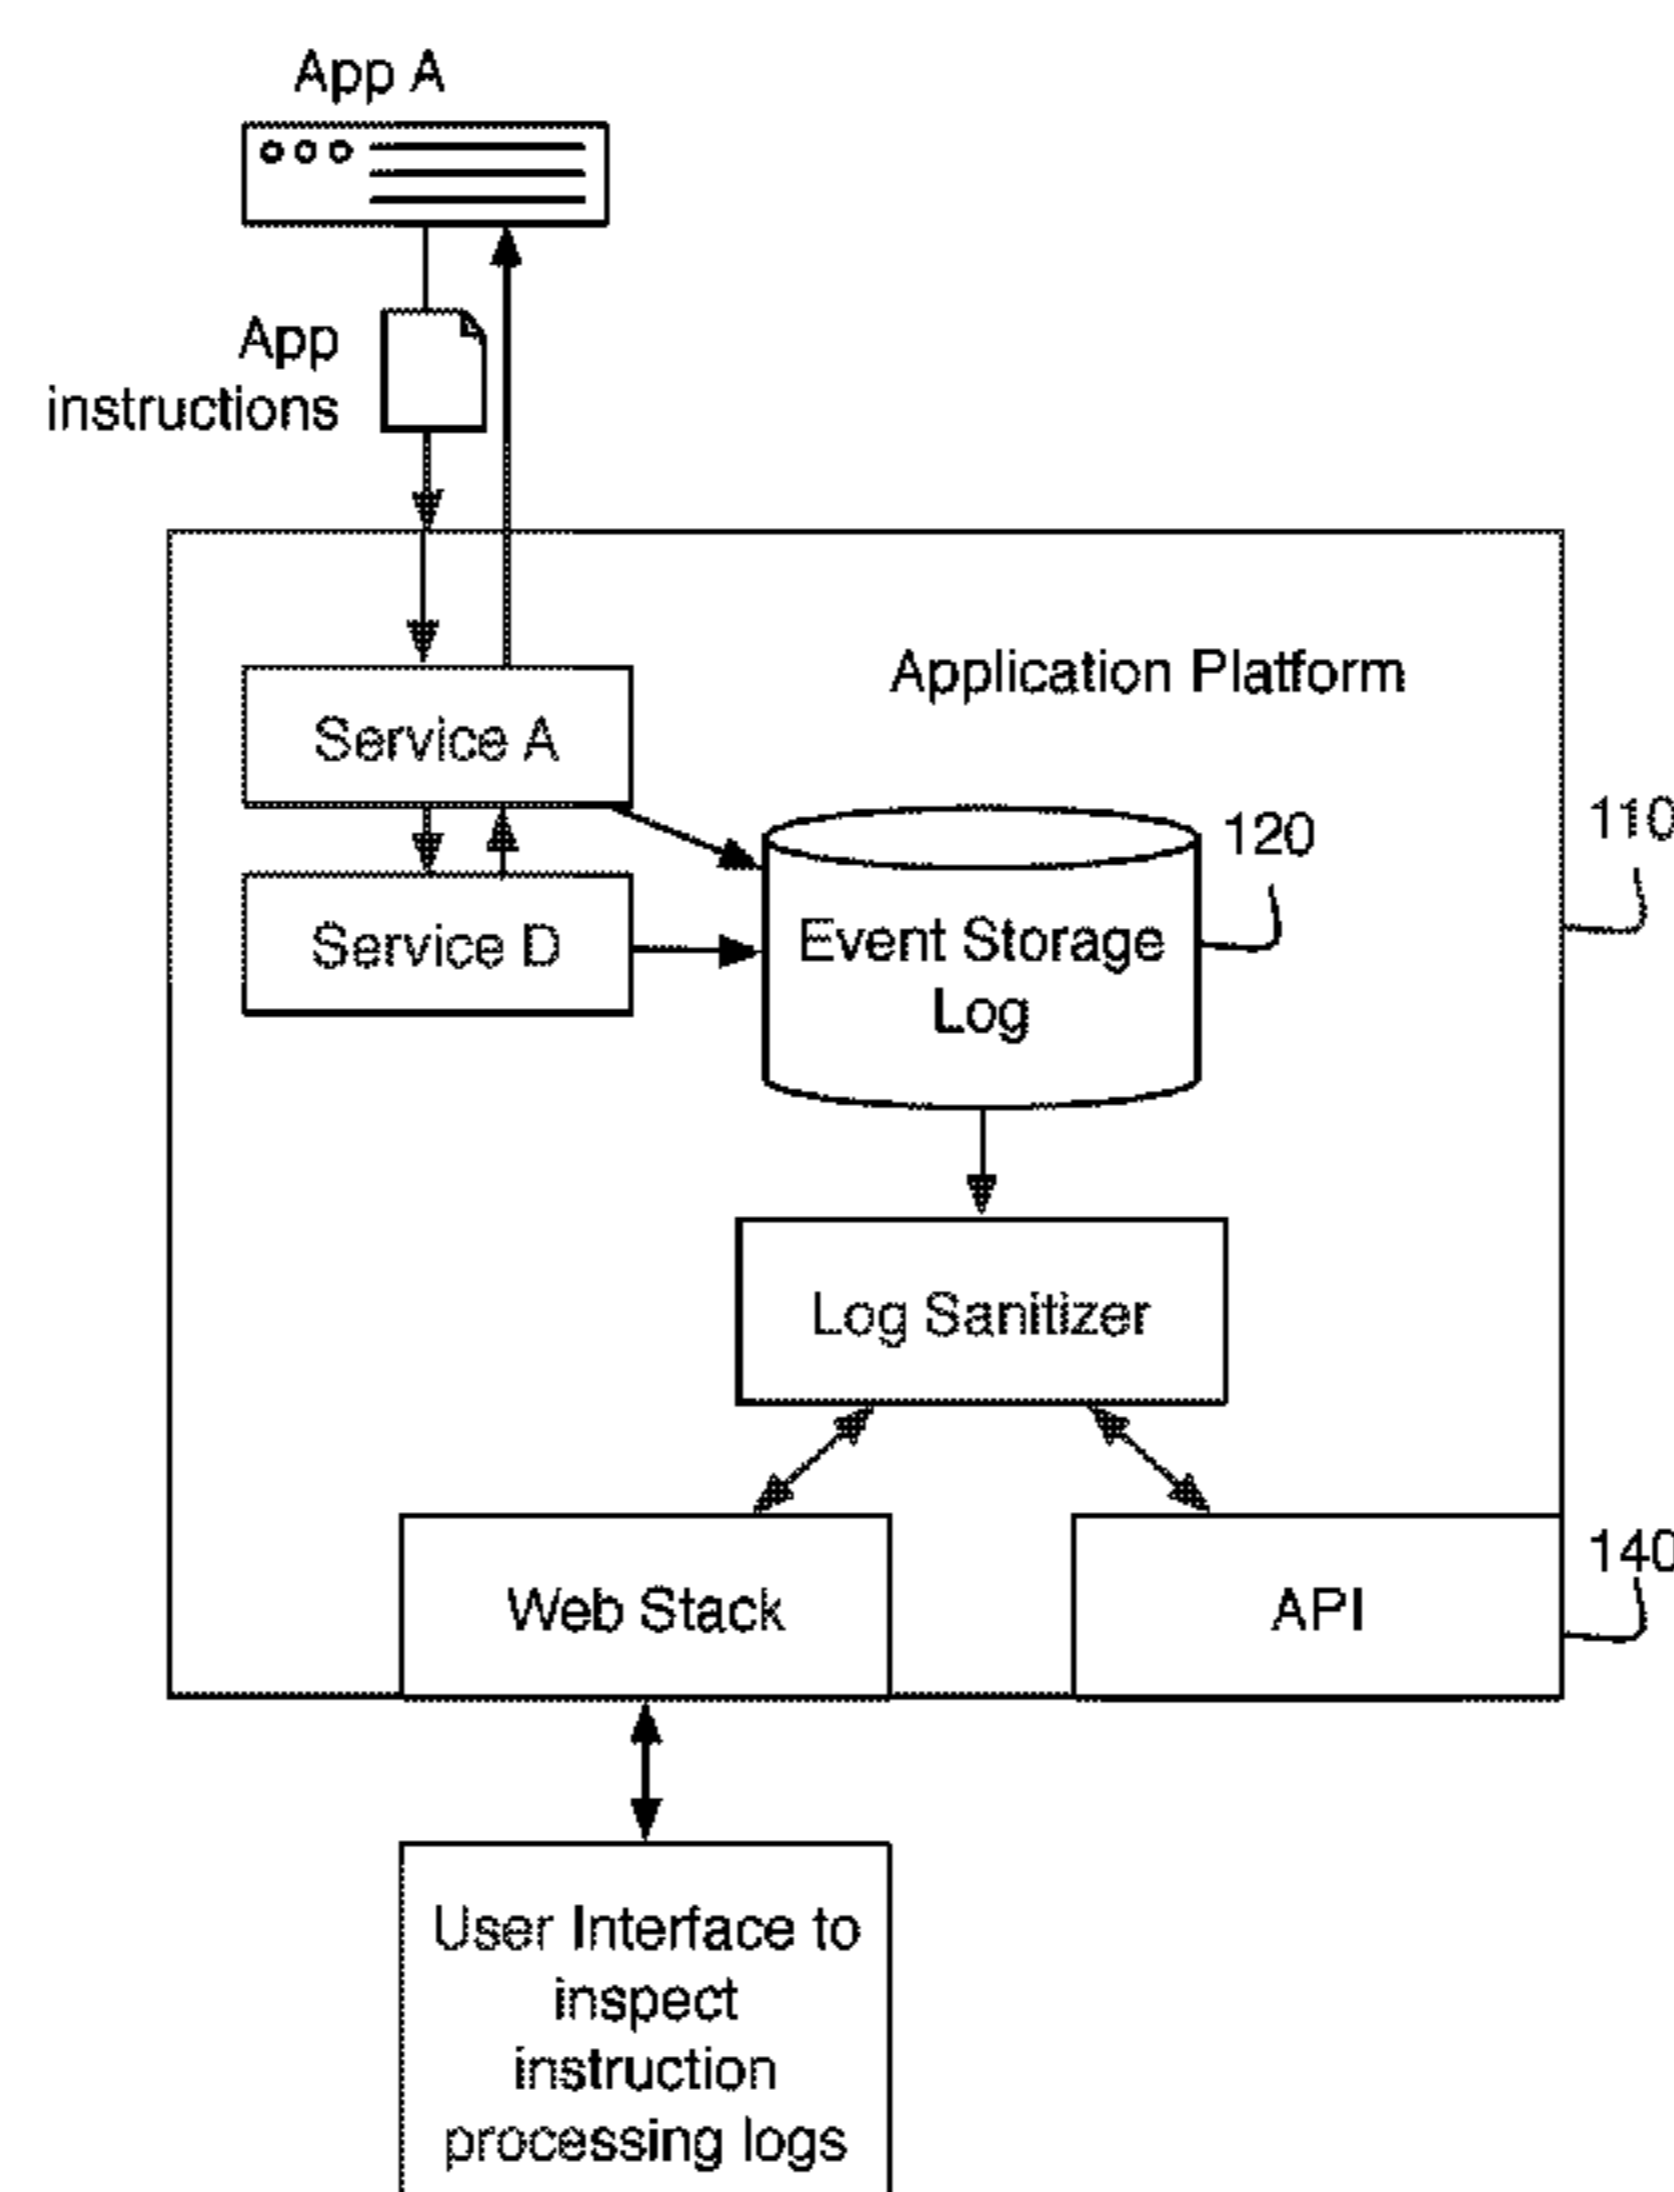 App A
App
instructions
Application Platform
Service A
110
120
Service D
Event Storage
Log
Log Sanitizer
140
Web Stack
API
User Interface to
inspect
instruction
processing logs